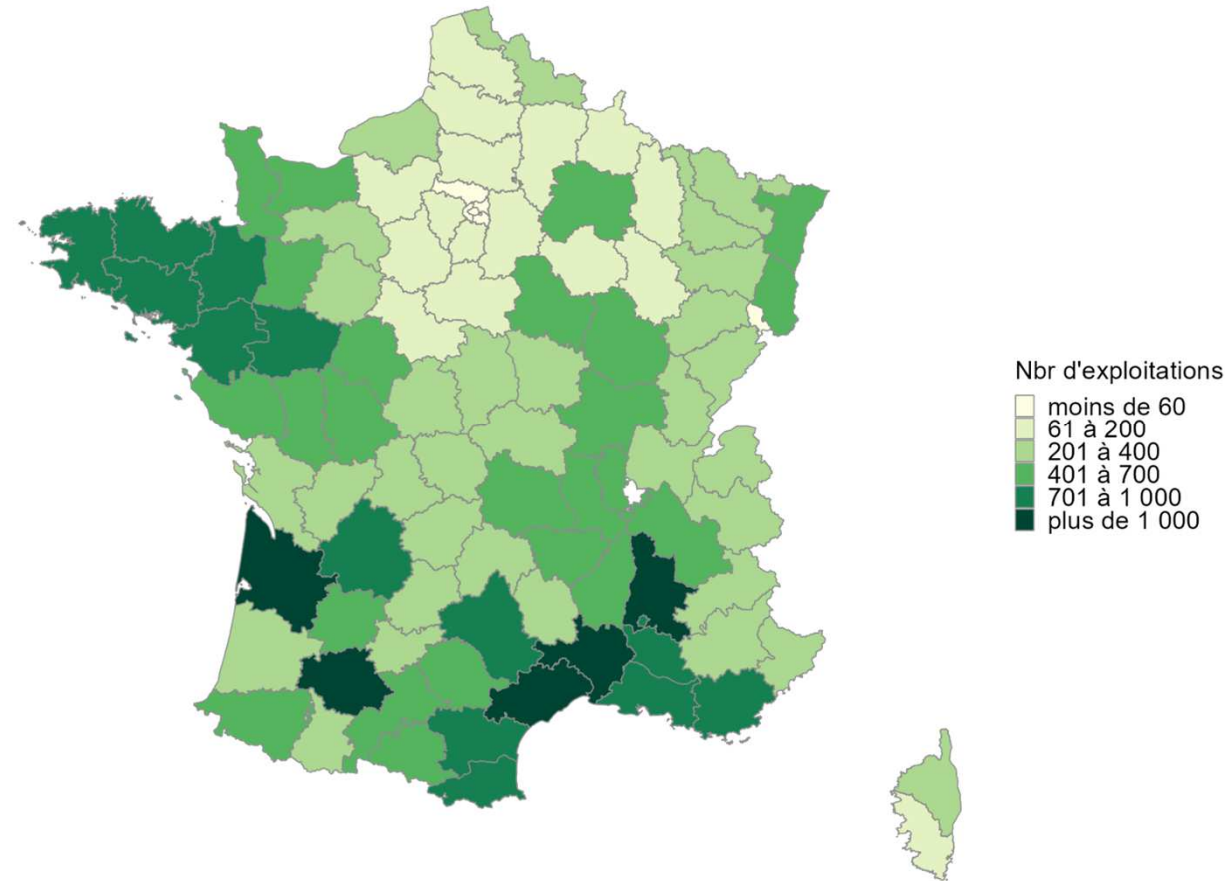 Nbr d'exploitations
moins de 60
61 à 200
201 à 400
401 à 700
701 à 1 000
plus de 1 000